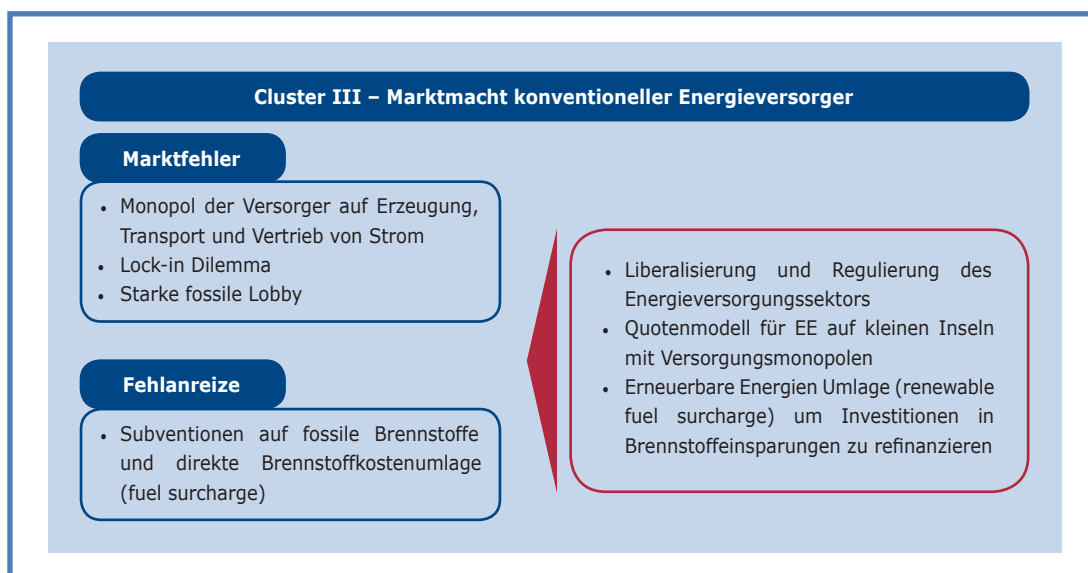 Cluster III – Marktmacht konventioneller Energieversorger
Marktfehler
• Monopol der Versorger auf Erzeugung,
Transport und Vertrieb von Strom
• Lock-in Dilemma
• Starke fossile Lobby
Fehlanreize
• Subventionen auf fossile Brennstoffe
und direkte Brennstoffkostenumlage
(fuel surcharge)
• Liberalisierung und Regulierung des
Energieversorgungssektors
• Quotenmodell für EE auf kleinen Inseln
mit Versorgungsmonopolen
• Erneuerbare Energien Umlage (renewable
fuel surcharge) um Investitionen in
Brennstoffeinsparungen zu refinanzieren